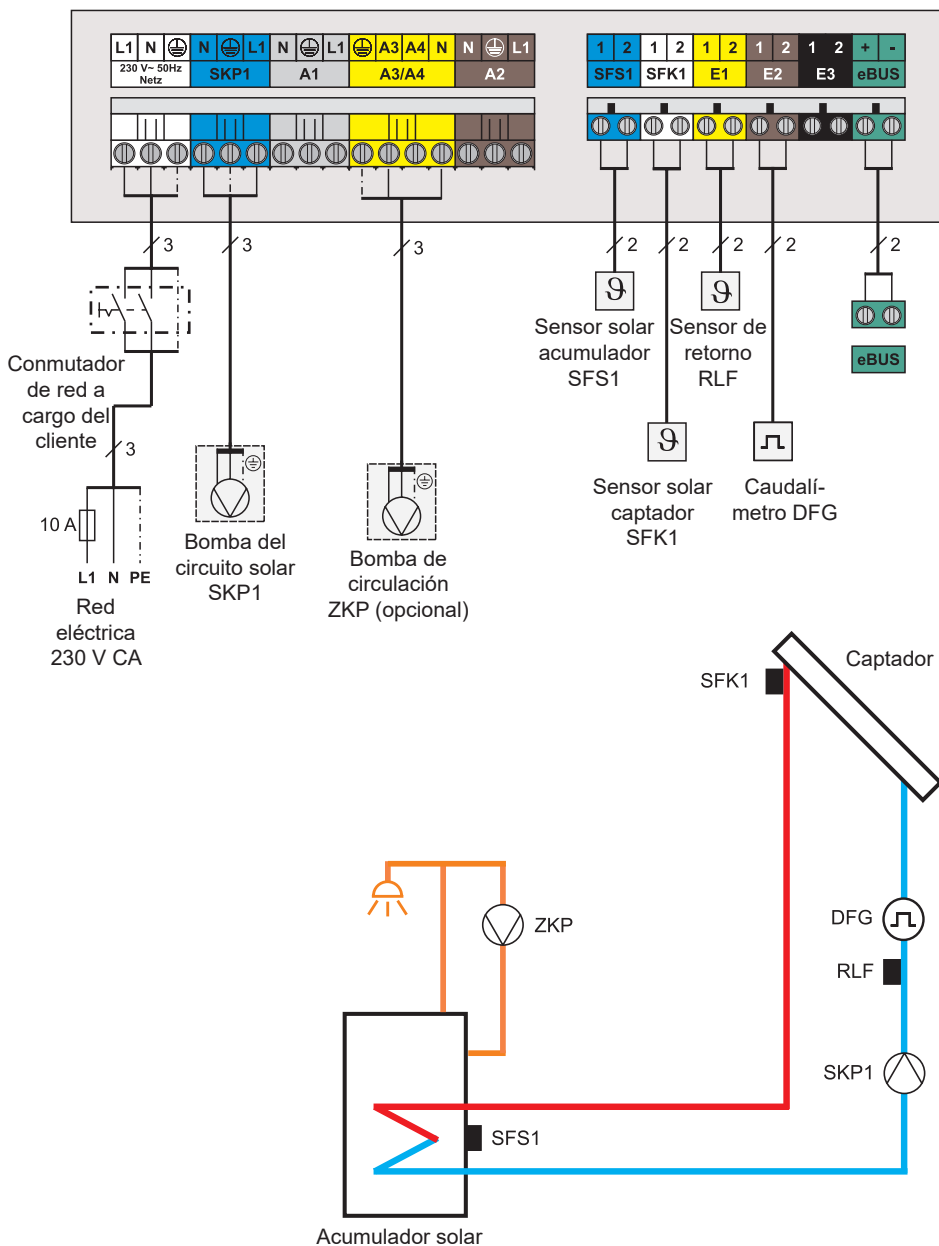 L1 N N L1 N L1 A3 A4 N N L1
230 V~ 50Hz
Netz
SKP1 A1 A3/A4 A2
1 2 1 2 1 2 1 2 1 2 + -
SFS1 SFK1 E1 E2 E3 eBUS
3 3 3 2 2 2 2 2
Conmutador
de red a
cargo del
cliente
3
10 A
L1 N PE
Red
eléctrica
230 V CA
Bomba del
circuito solar
SKP1
Bomba de
circulación
ZKP (opcional)
ϑ
Sensor solar
acumulador
SFS1
ϑ
Sensor de
retorno
RLF
eBUS
ϑ
Sensor solar
captador
SFK1
Caudalí-
metro DFG
Captador
SFK1
ZKP
DFG
RLF
SKP1
SFS1
Acumulador solar